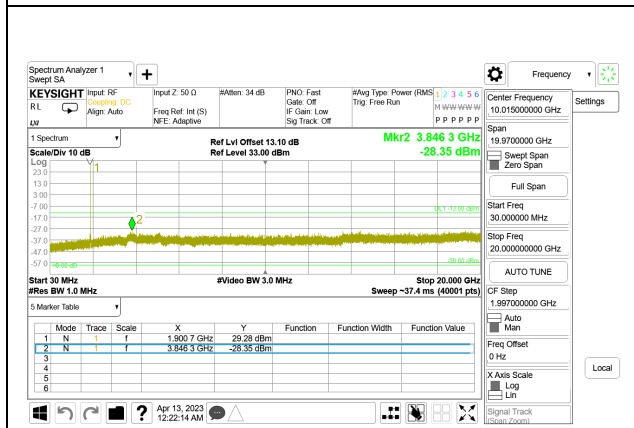 Spectrum Analyzer 1
Swept SA
+
Frequency
KEYSIGHT
Input: RF
Input Z: 50 Ω
#Atten: 34 dB
PNO: Fast
#Avg Type: Power (RMS
1 2 3 4 5 6
RL
Coupling: DC
Gate: Off
Trig: Free Run
M W W W W W
Align: Auto
Freq Ref: Int (S)
IF Gain: Low
NFE: Adaptive
Sig Track: Off
P P P P P P
LXI
1 Spectrum
Ref Lvl Offset 13.10 dB
Mkr2 3.846 3 GHz
Scale/Div 10 dB
Ref Level 33.00 dBm
-28.35 dBm
Log
1
23.0
13.0
3.00
-7.00
DL1 -13.00 dBm
-17.0
2
-27.0
-37.0
-47.0
-57.0
Start 30 MHz
#Video BW 3.0 MHz
Stop 20.000 GHz
#Res BW 1.0 MHz
Sweep ~37.4 ms (40001 pts)
5 Marker Table
Mode Trace Scale X Y Function Function Width Function Value
1 N 1 f 1.900 7 GHz 29.28 dBm
2 N 1 f 3.846 3 GHz -28.35 dBm
3
4
5
6
?
Apr 13, 2023
12:22:14 AM
Center Frequency
10.015000000 GHz
Settings
Span
19.9700000 GHz
Swept Span
Zero Span
Full Span
Start Freq
30.000000 MHz
Stop Freq
20.00000000 GHz
AUTO TUNE
CF Step
1.997000000 GHz
Auto
Man
Freq Offset
0 Hz
X Axis Scale
Log
Lin
Local
Signal Track
(Span Zoom)